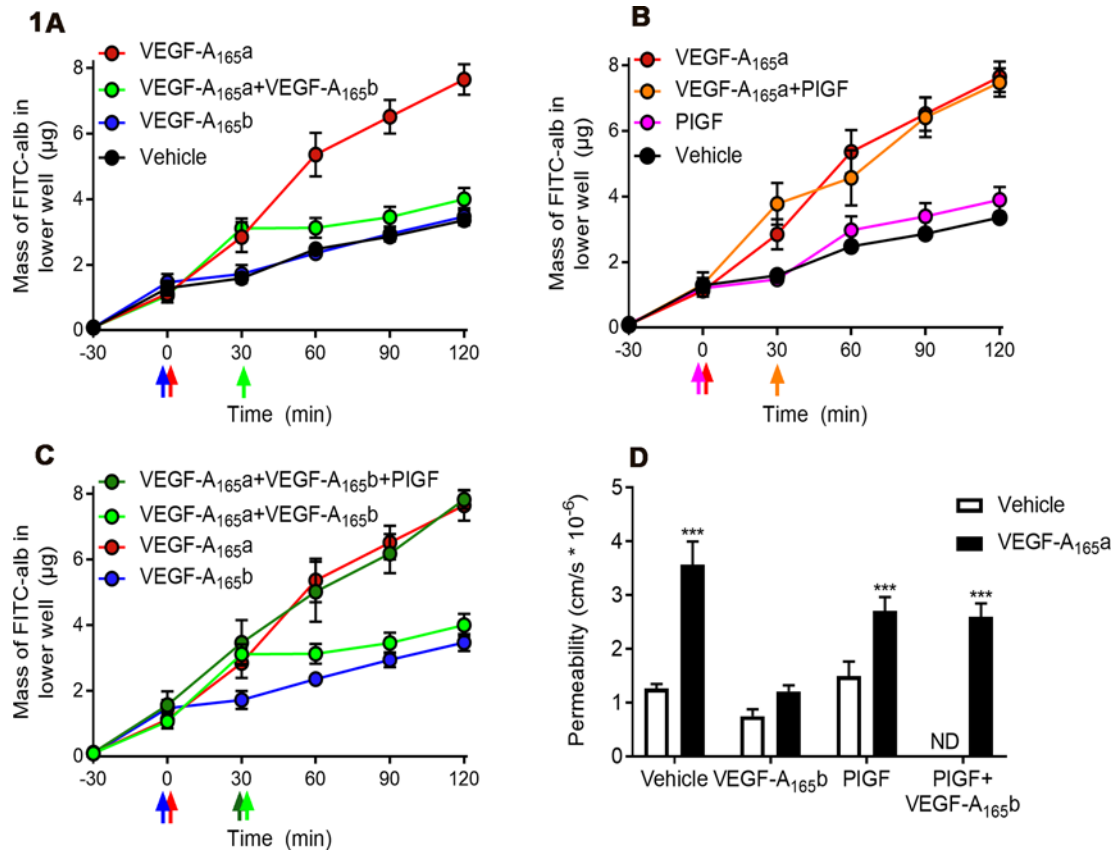 1A
VEGF-A165a
VEGF-A165a+VEGF-A165b
VEGF-A165b
Vehicle
Mass of FITC-alb in
lower well (µg)
8
6
4
2
0
-30 0 30 60 90 120
Time (min)
B
VEGF-A165a
VEGF-A165a+PlGF
PlGF
Vehicle
Mass of FITC-alb in
lower well (µg)
8
6
4
2
0
-30 0 30 60 90 120
Time (min)
C
VEGF-A165a+VEGF-A165b+PlGF
VEGF-A165a+VEGF-A165b
VEGF-A165a
VEGF-A165b
Mass of FITC-alb in
lower well (µg)
8
6
4
2
0
-30 0 30 60 90 120
Time (min)
D
Vehicle
VEGF-A165a
Permeability (cm/s * 10-6)
5
4
3
2
1
0
*** *** ***
ND
Vehicle VEGF-A165b PlGF PlGF+
VEGF-A165b